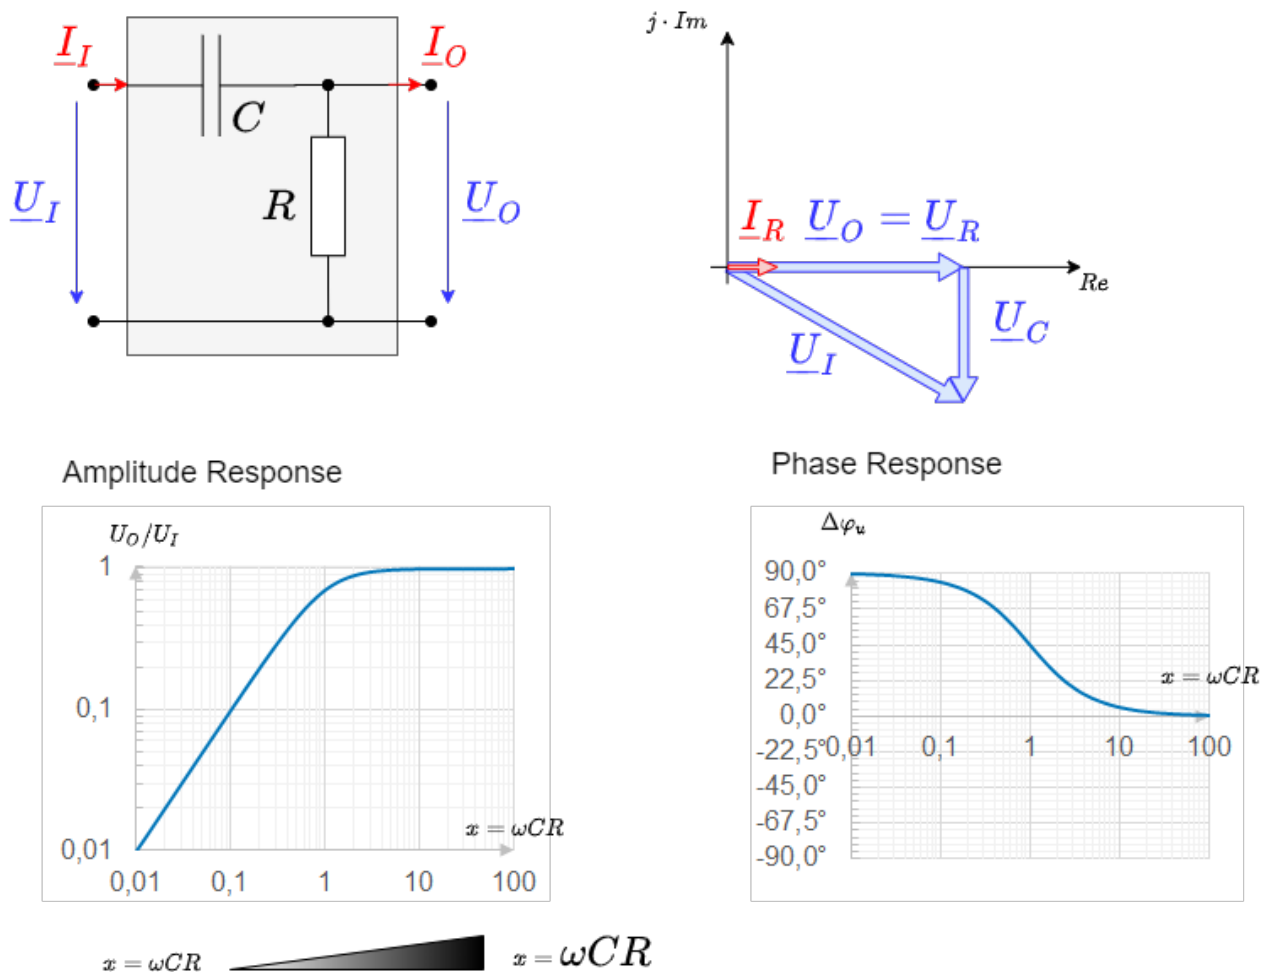 I_I
I_O
C
U_I
R
U_O
j · Im
I_R U_O = U_R
Re
U_C
U_I
Amplitude Response
U_O/U_I
1
0,1
0,01
x = ωCR
0,01 0,1 1 10 100
Phase Response
Δφ_u
90,0°
67,5°
45,0°
22,5°
x = ωCR
0,0°
-22,5°
0,01 0,1 1 10 100
-45,0°
-67,5°
-90,0°
x = ωCR
x = ωCR